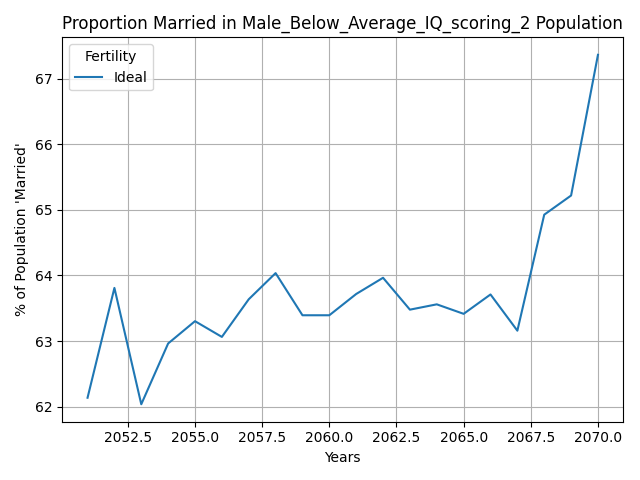 Proportion Married in Male_Below_Average_IQ_scoring_2 Population
Fertility
Ideal
% of Population 'Married'
67
66
65
64
63
62
2052.5 2055.0 2057.5 2060.0 2062.5 2065.0 2067.5 2070.0
Years